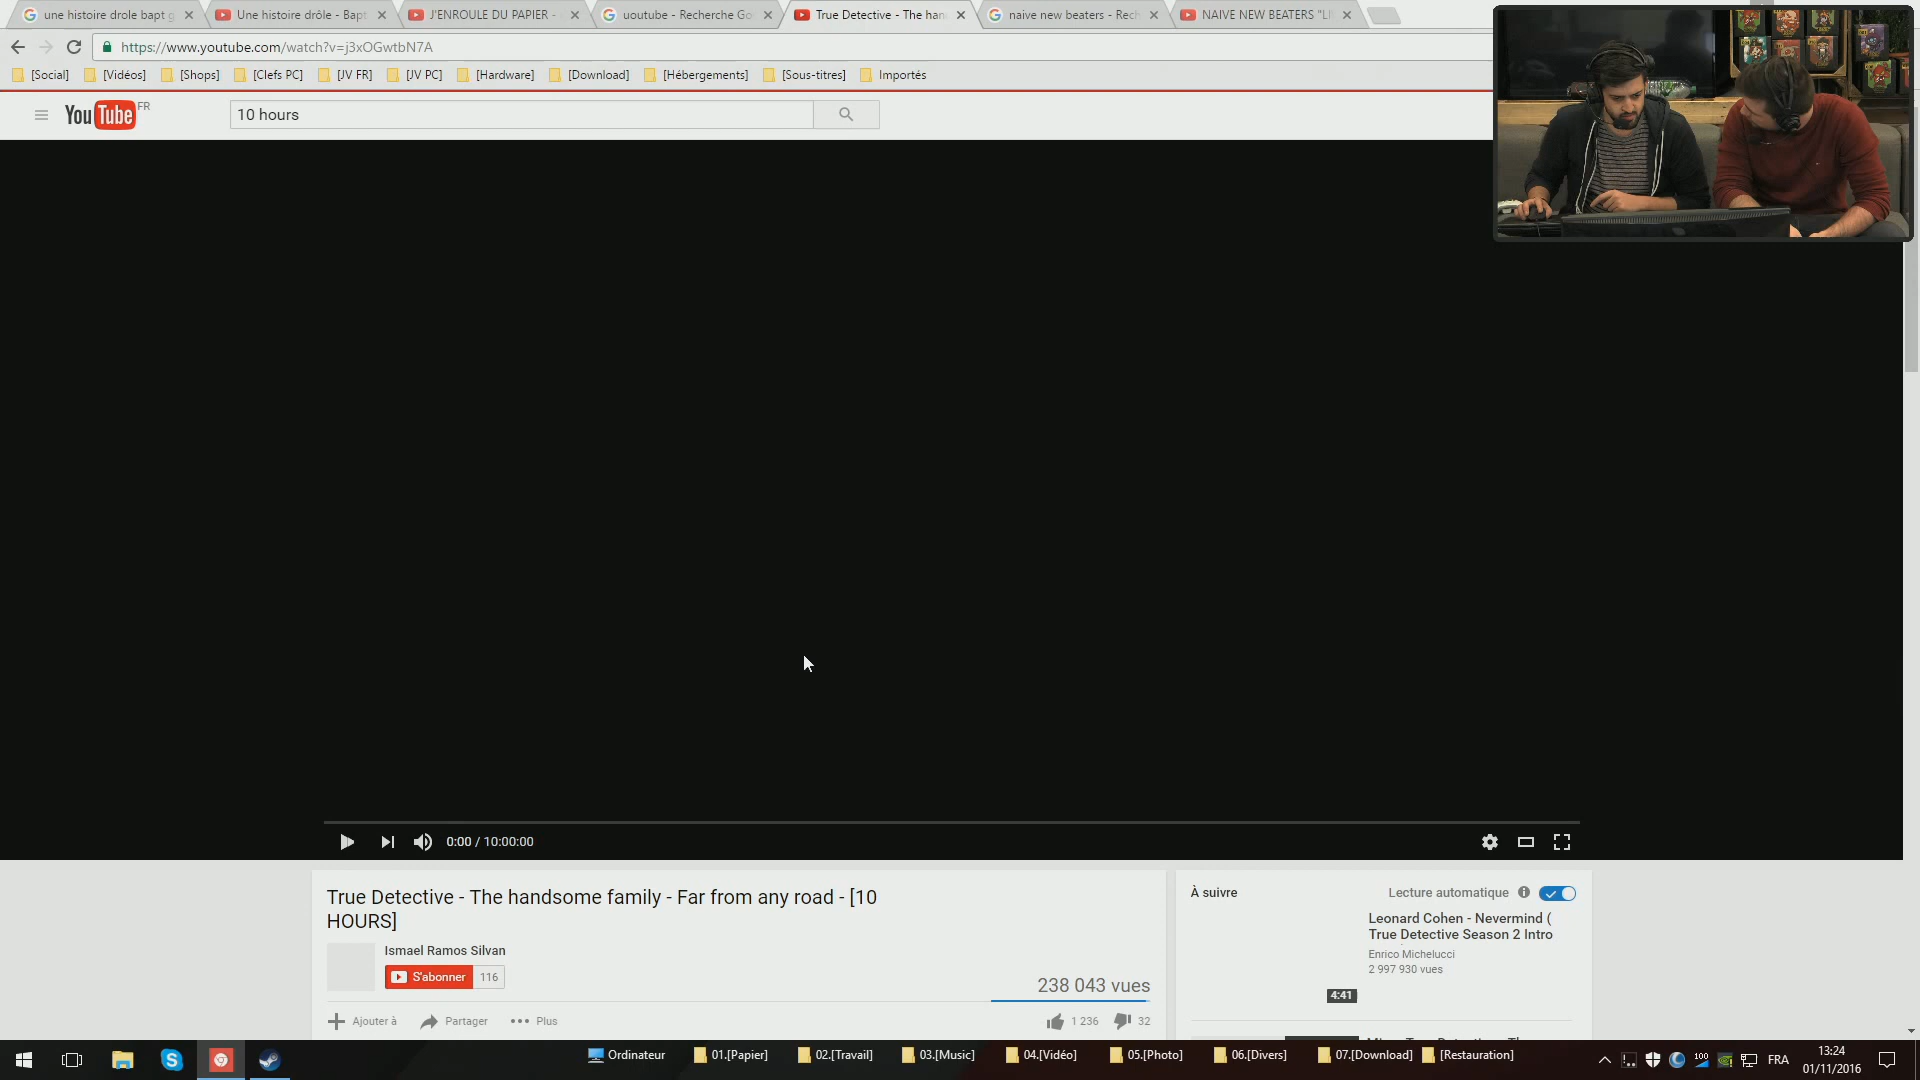 une histoire drole bapt g
Une histoire drôle - Bapt
J'ENROULE DU PAPIER -
uoutube - Recherche Go
True Detective - The han
naive new beaters - Rech
NAIVE NEW BEATERS "LI
https://www.youtube.com/watch?v=j3xOGwtbN7A
[Social] [Vidéos] [Shops] [Clefs PC] [JV FR] [JV PC] [Hardware] [Download] [Hébergements] [Sous-titres] Importés
YouTube FR
10 hours
0:00 / 10:00:00
True Detective - The handsome family - Far from any road - [10
HOURS]
Ismael Ramos Silvan
S'abonner 116
238 043 vues
Ajouter à Partager Plus 1 236 32
À suivre Lecture automatique
Leonard Cohen - Nevermind (
True Detective Season 2 Intro
Enrico Michelucci
2 997 930 vues
4:41
Ordinateur 01.[Papier] 02.[Travail] 03.[Music] 04.[Vidéo] 05.[Photo] 06.[Divers] 07.[Download] [Restauration]
100
FRA
13:24
01/11/2016